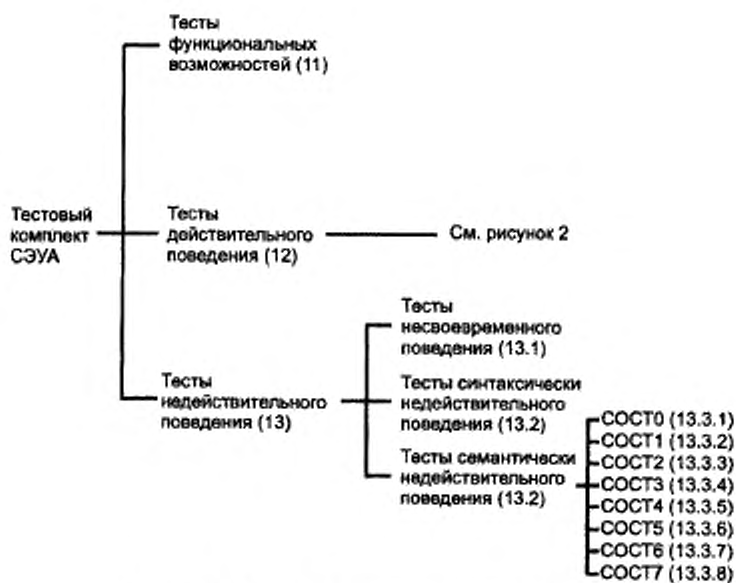 Тесты
функциональных
возможностей (11)
Тестовый
комплект
СЭУА
Тесты
действительного
поведения (12)
См. рисунок 2
Тесты
недействительного
поведения (13)
Тесты
несвоевременного
поведения (13.1)
Тесты синтаксически
недействительного
поведения (13.2)
Тесты семантически
недействительного
поведения (13.2)
СОСТ0 (13.3.1)
СОСТ1 (13.3.2)
СОСТ2 (13.3.3)
СОСТ3 (13.3.4)
СОСТ4 (13.3.5)
СОСТ5 (13.3.6)
СОСТ6 (13.3.7)
СОСТ7 (13.3.8)